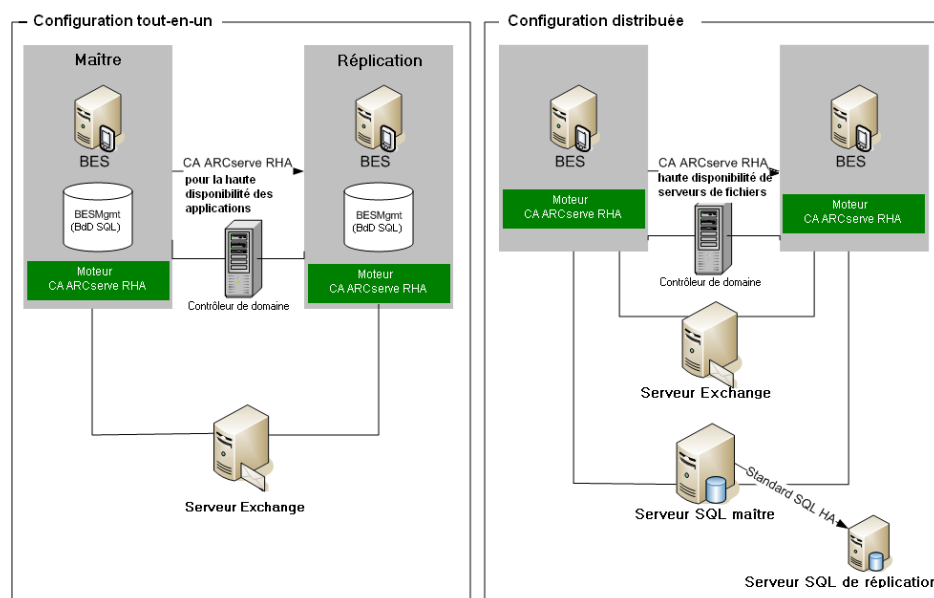 Configuration tout-en-un
Maître
Réplication
BES
BES
CA ARCserve RHA
pour la haute
disponibilité des
applications
BESMgmt
(BdD SQL)
BESMgmt
(BdD SQL)
Moteur
CA ARCserve RHA
Moteur
CA ARCserve RHA
Contrôleur de domaine
Serveur Exchange
Configuration distribuée
BES
BES
CA ARCserve RHA
haute disponibilité de
serveurs de fichiers
Moteur
CA ARCserve RHA
Moteur
CA ARCserve RHA
Contrôleur de domaine
Serveur Exchange
Standard SQL HA
Serveur SQL maître
Serveur SQL de réplication